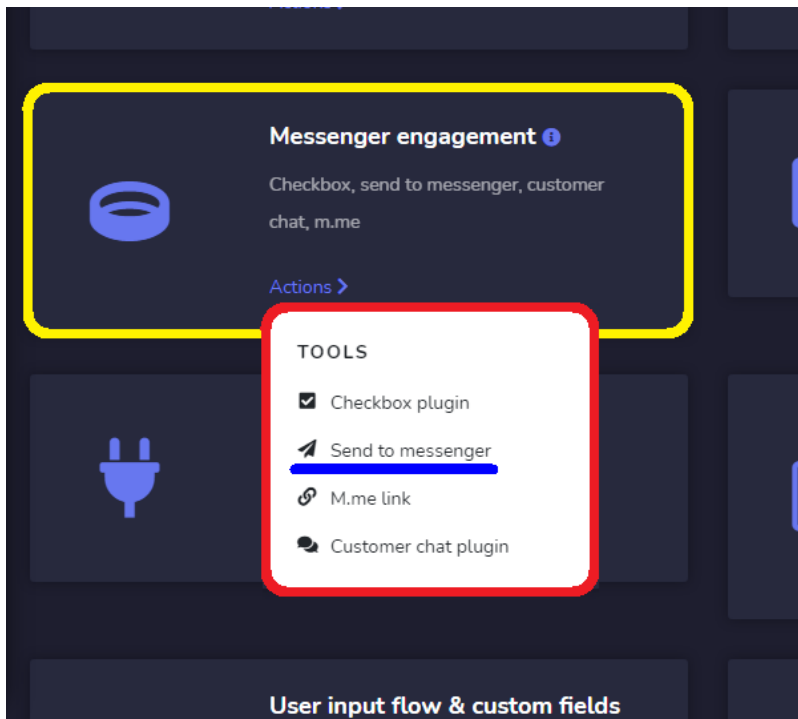 Messenger engagement
Checkbox, send to messenger, customer
chat, m.me
Actions
TOOLS
Checkbox plugin
Send to messenger
M.me link
Customer chat plugin
User input flow & custom fields